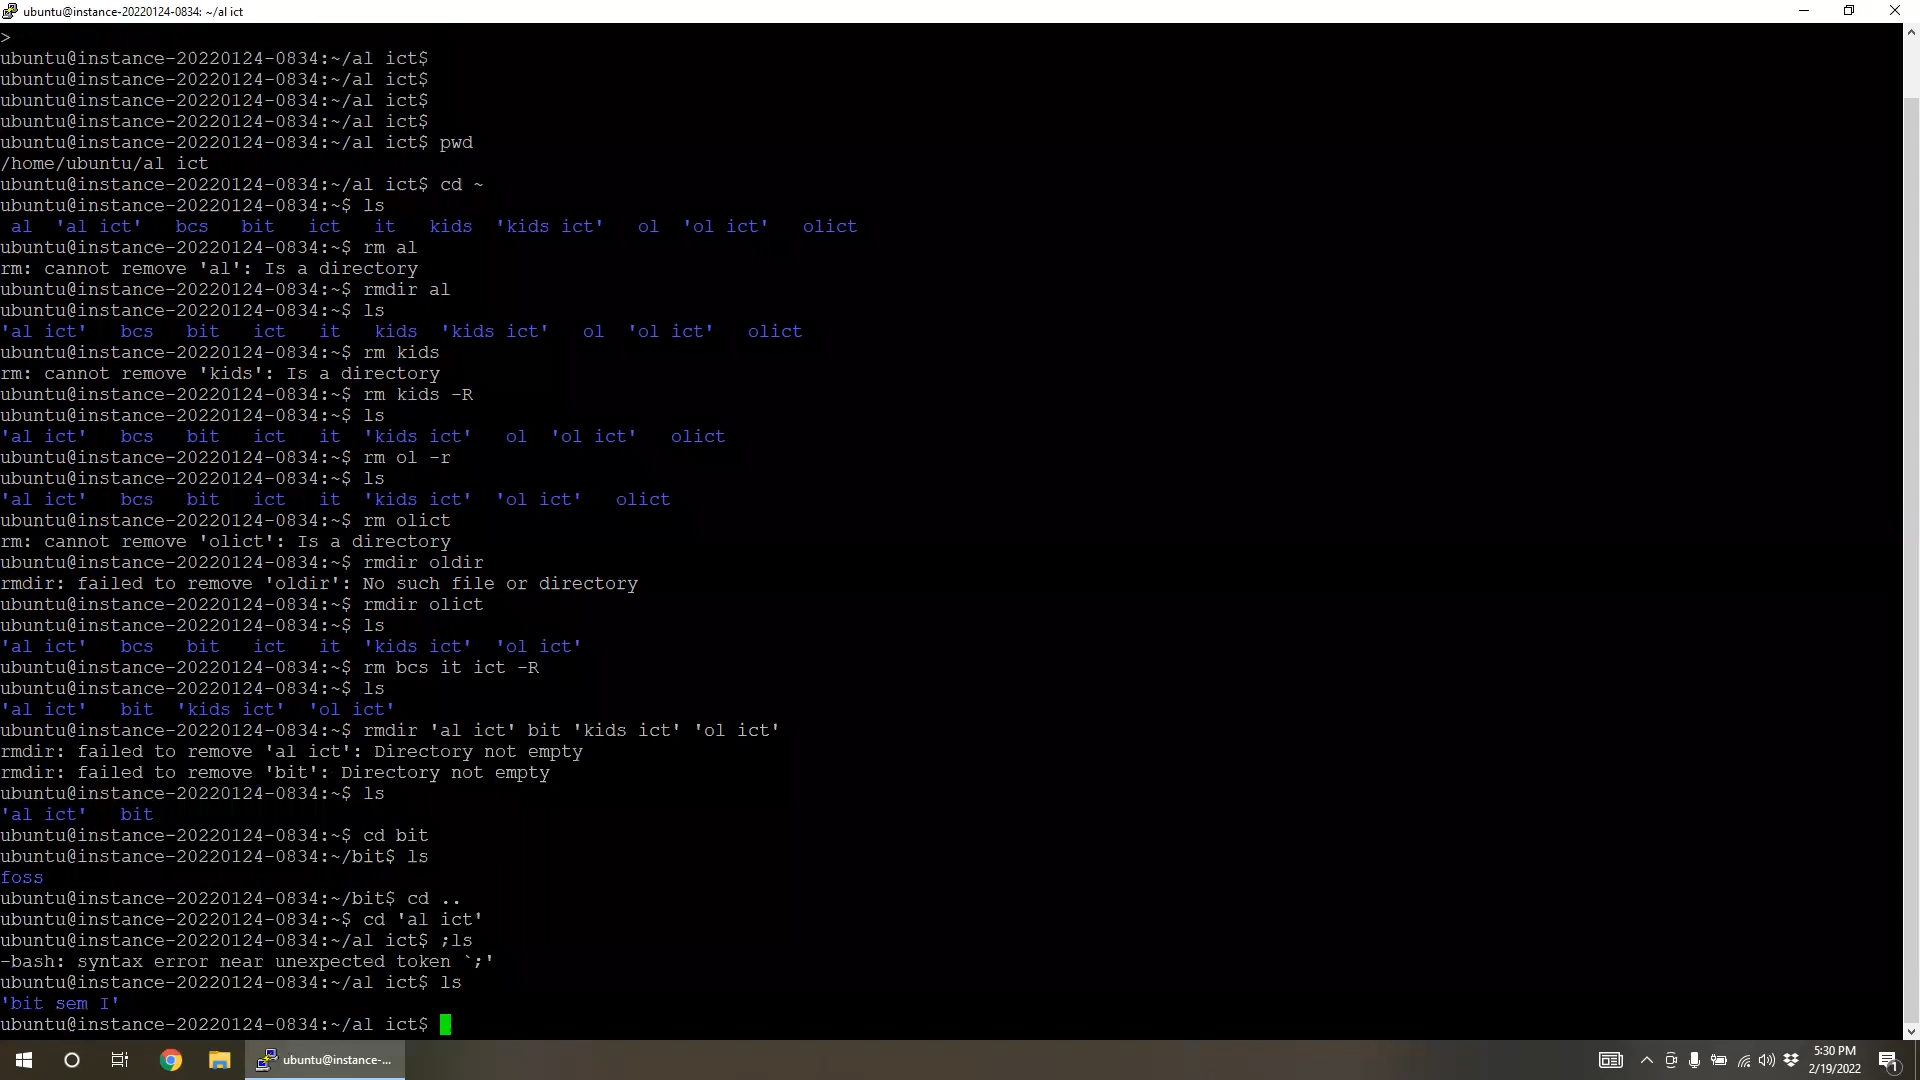 ubuntu@instance-20220124-0834: ~/al ict
>
ubuntu@instance-20220124-0834:~/al ict$
ubuntu@instance-20220124-0834:~/al ict$
ubuntu@instance-20220124-0834:~/al ict$
ubuntu@instance-20220124-0834:~/al ict$
ubuntu@instance-20220124-0834:~/al ict$ pwd
/home/ubuntu/al ict
ubuntu@instance-20220124-0834:~/al ict$ cd ~
ubuntu@instance-20220124-0834:~$ ls
al  'al ict'   bcs   bit   ict   it   kids  'kids ict'   ol  'ol ict'   olict
ubuntu@instance-20220124-0834:~$ rm al
rm: cannot remove 'al': Is a directory
ubuntu@instance-20220124-0834:~$ rmdir al
ubuntu@instance-20220124-0834:~$ ls
'al ict'   bcs   bit   ict   it   kids  'kids ict'   ol  'ol ict'   olict
ubuntu@instance-20220124-0834:~$ rm kids
rm: cannot remove 'kids': Is a directory
ubuntu@instance-20220124-0834:~$ rm kids -R
ubuntu@instance-20220124-0834:~$ ls
'al ict'   bcs   bit   ict   it  'kids ict'   ol  'ol ict'   olict
ubuntu@instance-20220124-0834:~$ rm ol -r
ubuntu@instance-20220124-0834:~$ ls
'al ict'   bcs   bit   ict   it  'kids ict'  'ol ict'   olict
ubuntu@instance-20220124-0834:~$ rm olict
rm: cannot remove 'olict': Is a directory
ubuntu@instance-20220124-0834:~$ rmdir oldir
rmdir: failed to remove 'oldir': No such file or directory
ubuntu@instance-20220124-0834:~$ rmdir olict
ubuntu@instance-20220124-0834:~$ ls
'al ict'   bcs   bit   ict   it  'kids ict'  'ol ict'
ubuntu@instance-20220124-0834:~$ rm bcs it ict -R
ubuntu@instance-20220124-0834:~$ ls
'al ict'   bit  'kids ict'  'ol ict'
ubuntu@instance-20220124-0834:~$ rmdir 'al ict' bit 'kids ict' 'ol ict'
rmdir: failed to remove 'al ict': Directory not empty
rmdir: failed to remove 'bit': Directory not empty
ubuntu@instance-20220124-0834:~$ ls
'al ict'   bit
ubuntu@instance-20220124-0834:~$ cd bit
ubuntu@instance-20220124-0834:~/bit$ ls
foss
ubuntu@instance-20220124-0834:~/bit$ cd ..
ubuntu@instance-20220124-0834:~$ cd 'al ict'
ubuntu@instance-20220124-0834:~/al ict$ ;ls
-bash: syntax error near unexpected token `;'
ubuntu@instance-20220124-0834:~/al ict$ ls
'bit sem I'
ubuntu@instance-20220124-0834:~/al ict$
ubuntu@instance-...
5:30 PM
2/19/2022
1